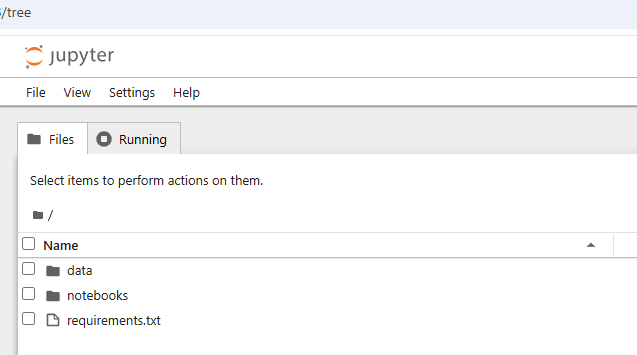 /tree
jupyter
File View Settings Help
Files Running
Select items to perform actions on them.
/
Name
data
notebooks
requirements.txt